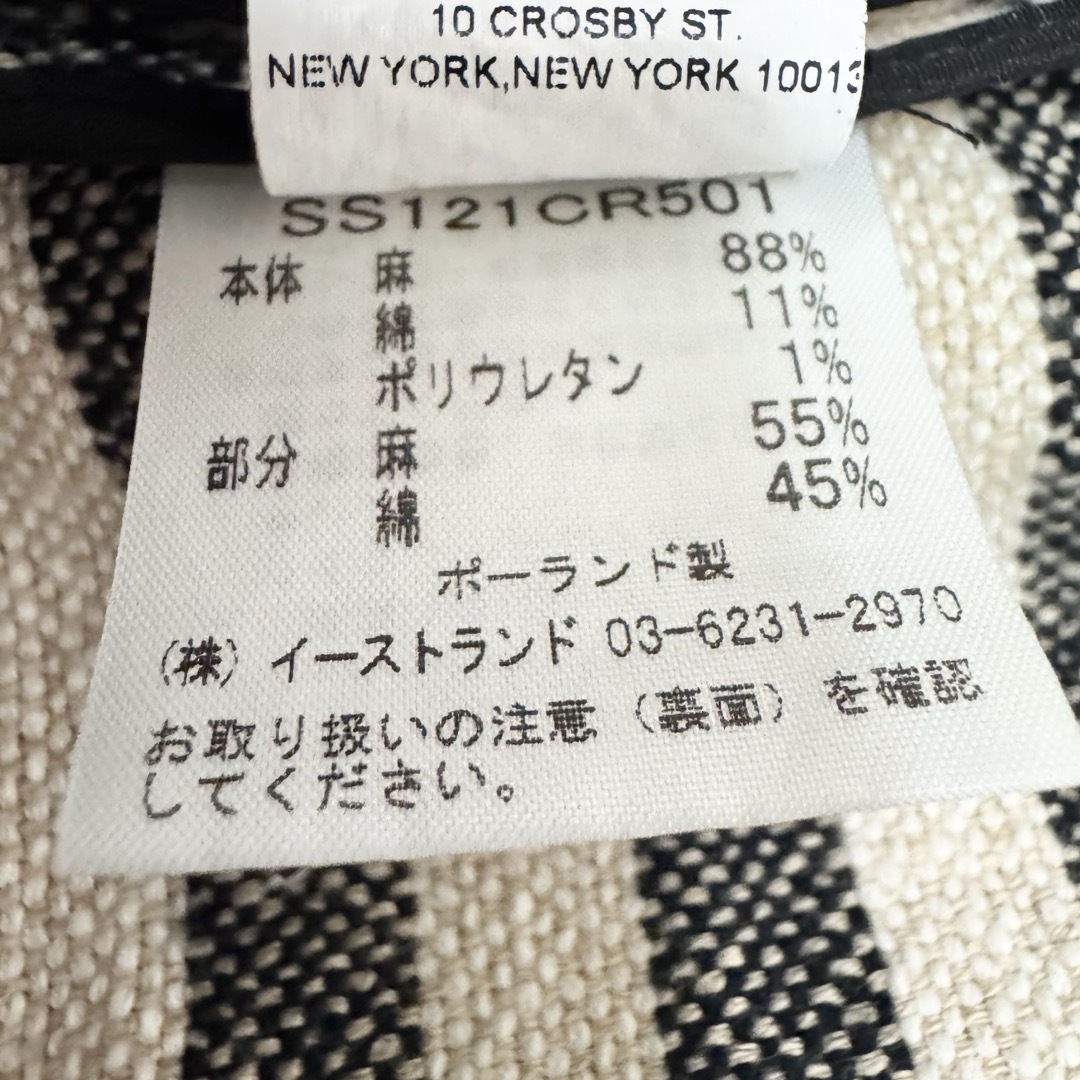 10 CROSBY ST.
NEW YORK,NEW YORK 10013
SS121CR501
本体 麻 88%
綿 11%
ポリウレタン 1%
部分 麻 55%
綿 45%
ポーランド製
(株) イーストランド 03-6231-2970
お取り扱いの注意（裏面）を確認
してください。